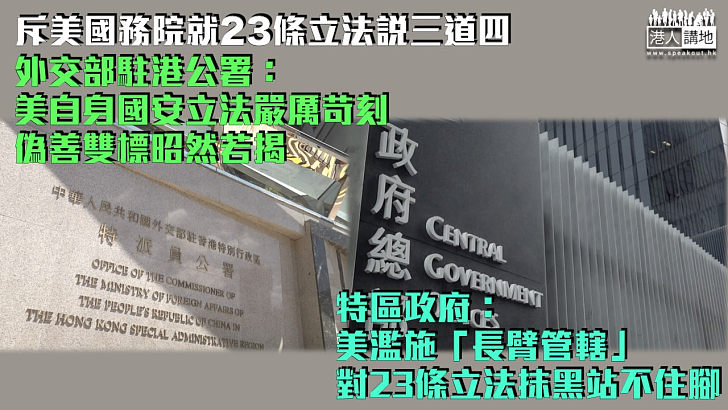 斥美國務院就23條立法説三道四
外交部駐港公署：
美自身國安立法嚴厲苛刻
偽善雙標昭然若揭
港人講地
www.speakout.hk
中華人民共和國外交部駐香港特別行政區
特派員公署
OFFICE OF THE COMMISSIONER OF
THE MINISTRY OF FOREIGN AFFAIRS OF
THE PEOPLE'S REPUBLIC OF CHINA IN
THE HONG KONG SPECIAL ADMINISTRATIVE REGION
政府總
CENTRAL
GOVERNMENT
特區政府：
美濫施「長臂管轄」
對23條立法抹黑站不住腳